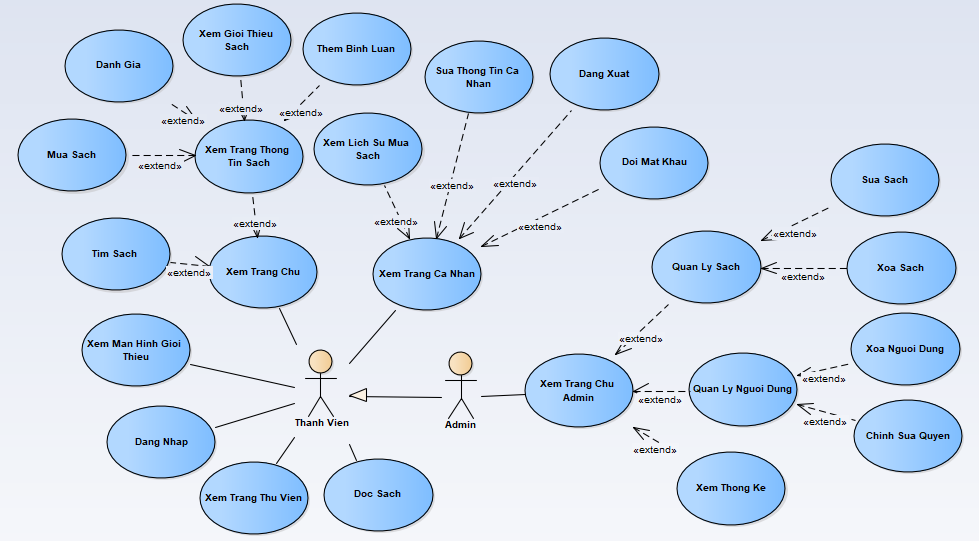 Xem Gioi Thieu
Sach
Them Binh Luan
Danh Gia
Sua Thong Tin Ca
Nhan
Dang Xuat
«extend»
«extend»
«extend»
Mua Sach
«extend»
Xem Trang Thong
Tin Sach
Xem Lich Su Mua
Sach
Doi Mat Khau
«extend»
«extend»
Sua Sach
«extend»
«extend»
«extend»
«extend»
Tim Sach
«extend»
Xem Trang Chu
Xem Trang Ca Nhan
Quan Ly Sach
«extend»
Xoa Sach
Xem Man Hinh Gioi
Thieu
«extend»
Xoa Nguoi Dung
«extend»
Xem Trang Chu
Admin
«extend»
Quan Ly Nguoi Dung
Thanh Vien
Admin
«extend»
Chinh Sua Quyen
Dang Nhap
«extend»
Xem Trang Thu Vien
Doc Sach
Xem Thong Ke